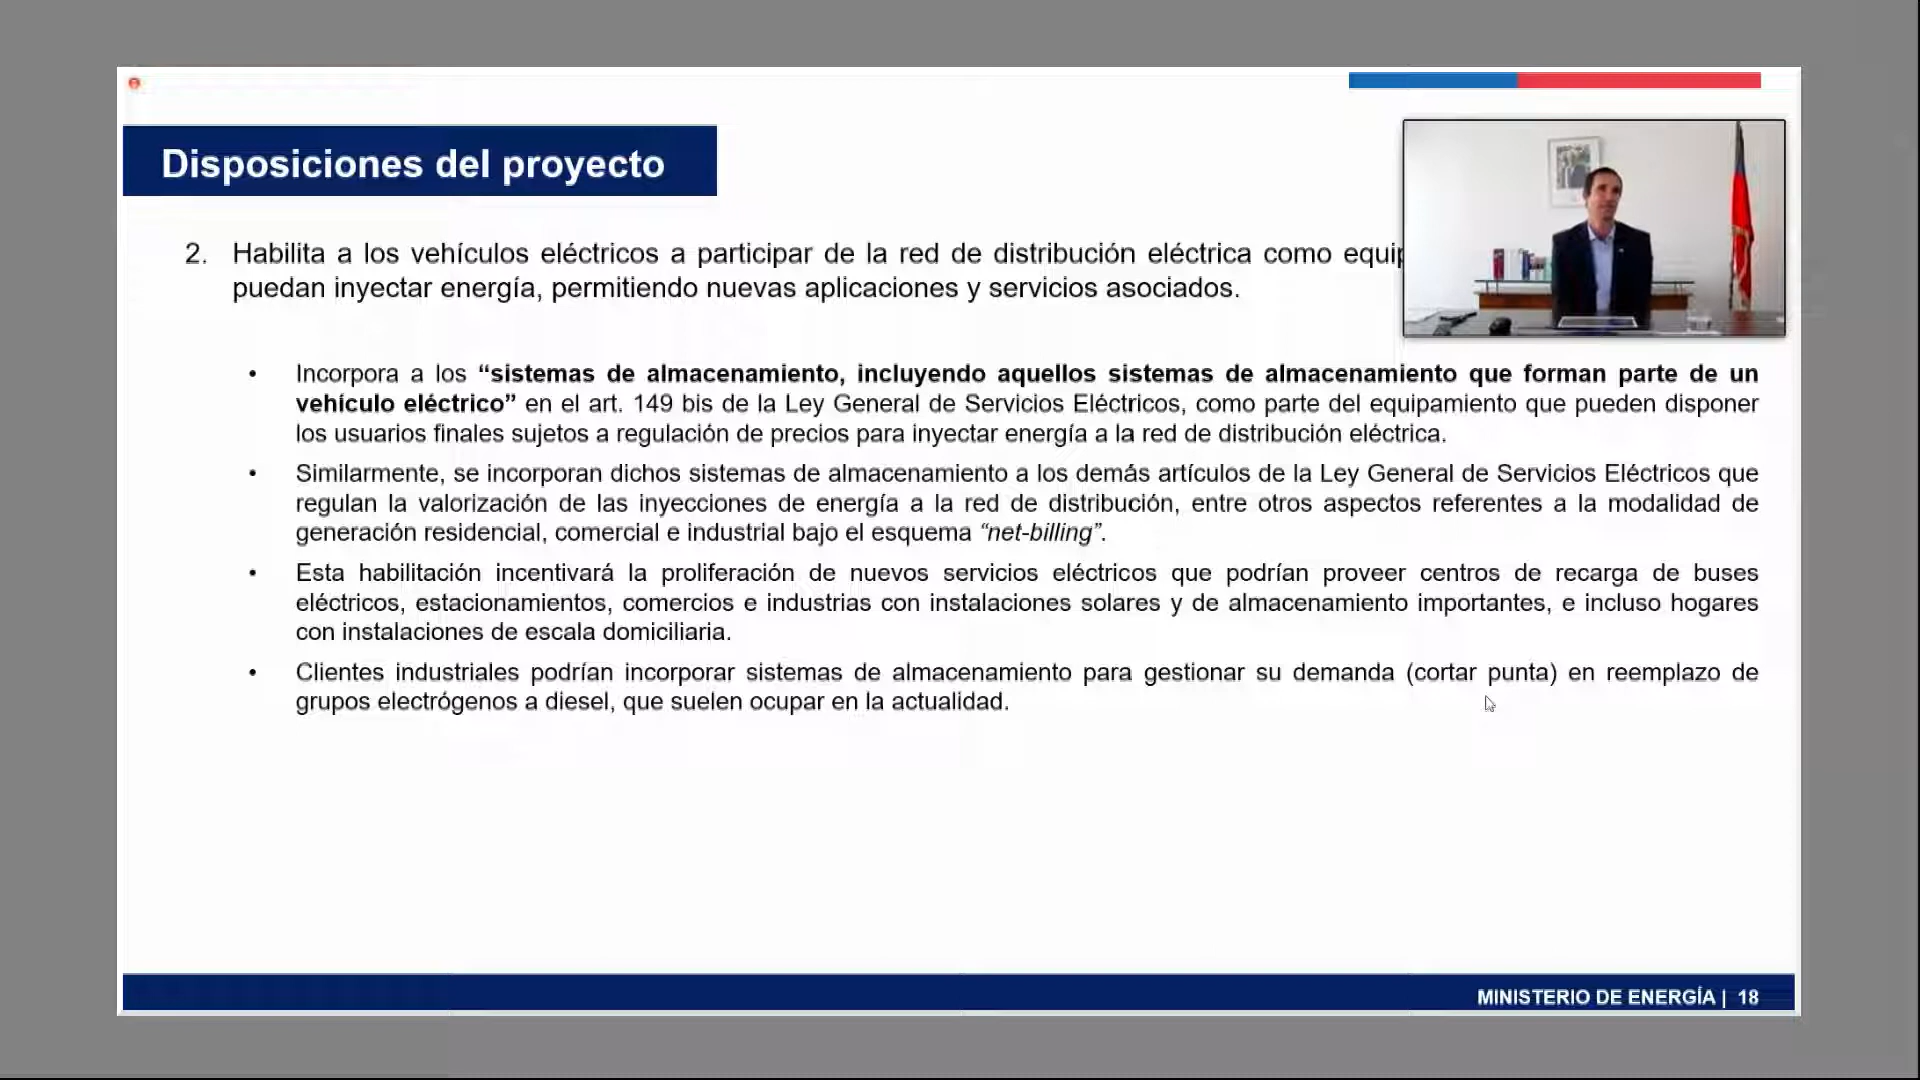 Disposiciones del proyecto
2. Habilita a los vehículos eléctricos a participar de la red de distribución eléctrica como
puedan inyectar energía, permitiendo nuevas aplicaciones y servicios asociados.
• Incorpora a los “sistemas de almacenamiento, incluyendo aquellos sistemas de almacenamiento que forman parte de un
vehículo eléctrico” en el art. 149 bis de la Ley General de Servicios Eléctricos, como parte del equipamiento que pueden disponer
los usuarios finales sujetos a regulación de precios para inyectar energía a la red de distribución eléctrica.
• Similarmente, se incorporan dichos sistemas de almacenamiento a los demás artículos de la Ley General de Servicios Eléctricos que
regulan la valorización de las inyecciones de energía a la red de distribución, entre otros aspectos referentes a la modalidad de
generación residencial, comercial e industrial bajo el esquema “net-billing”.
• Esta habilitación incentivará la proliferación de nuevos servicios eléctricos que podrían proveer centros de recarga de buses
eléctricos, estacionamientos, comercios e industrias con instalaciones solares y de almacenamiento importantes, e incluso hogares
con instalaciones de escala domiciliaria.
• Clientes industriales podrían incorporar sistemas de almacenamiento para gestionar su demanda (cortar punta) en reemplazo de
grupos electrógenos a diesel, que suelen ocupar en la actualidad.
MINISTERIO DE ENERGÍA | 18